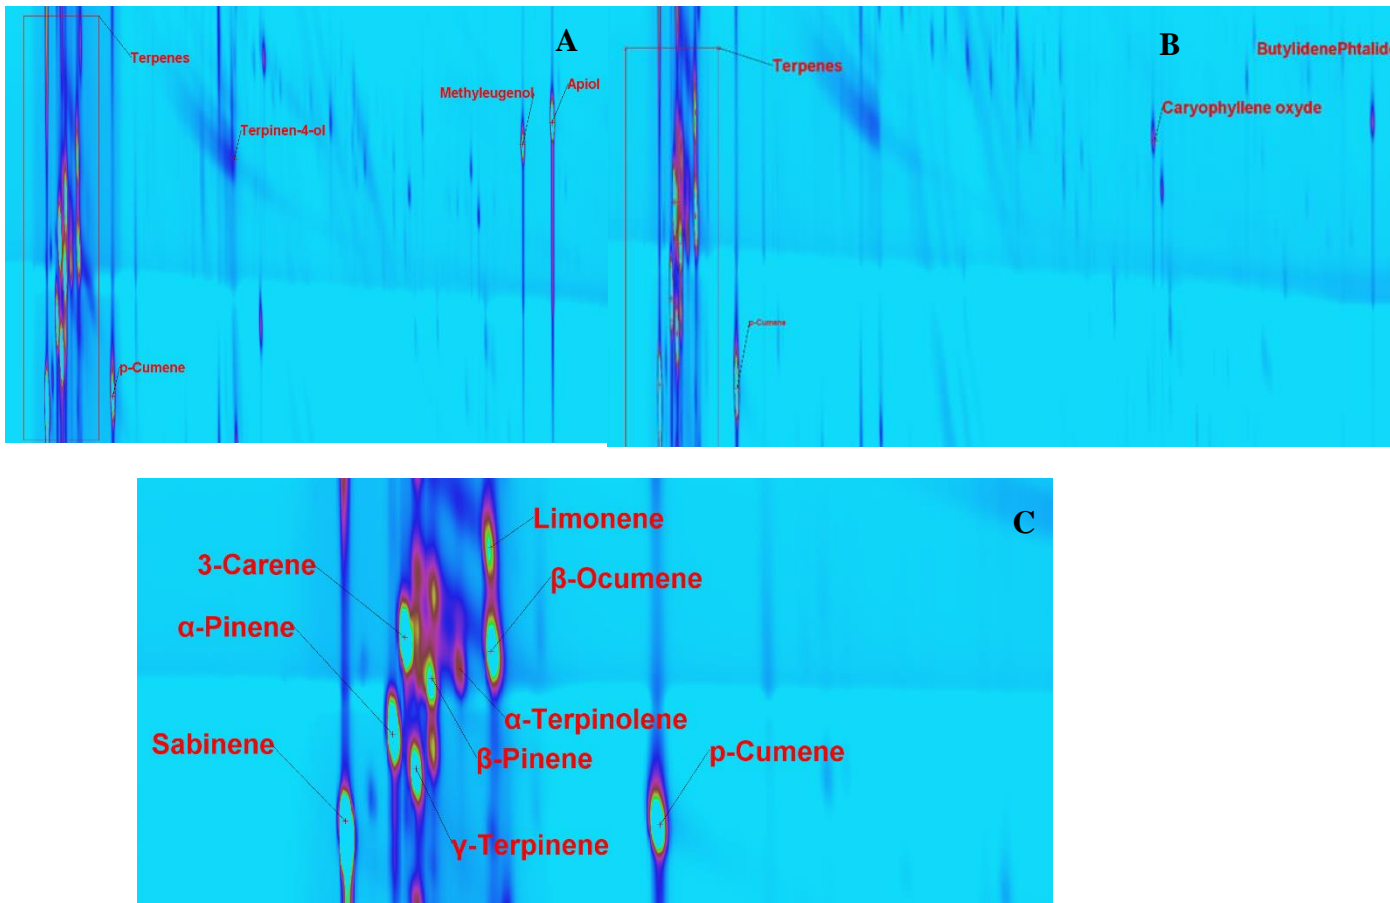 A
Terpenes
Methyleugenol
Apiol
Terpinen-4-ol
p-Cumene
B
ButylidenePhtalid
Terpenes
Caryophyllene oxyde
p-Cumene
C
Limonene
3-Carene
β-Ocumene
α-Pinene
α-Terpinolene
Sabinene
β-Pinene
p-Cumene
γ-Terpinene